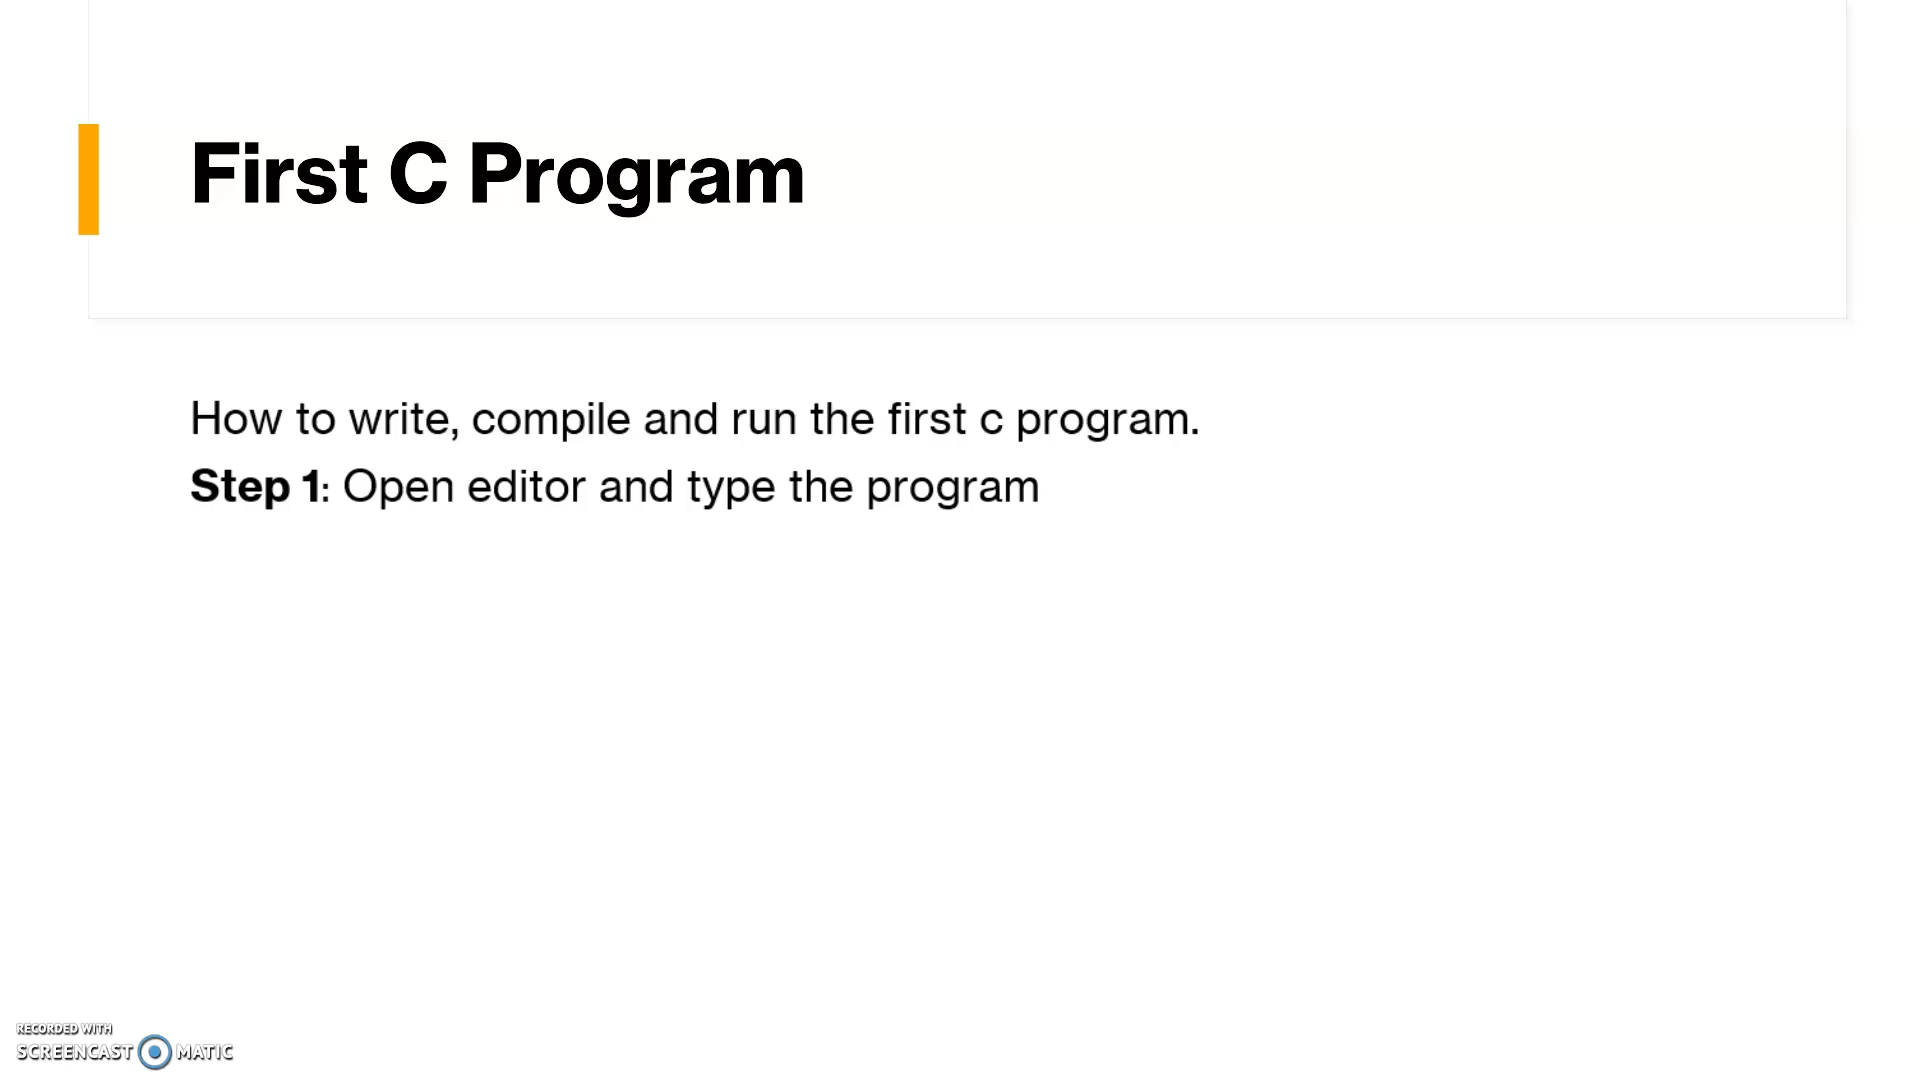 First C Program
How to write, compile and run the first c program.
Step 1: Open editor and type the program
RECORDED WITH
SCREENCAST MATIC